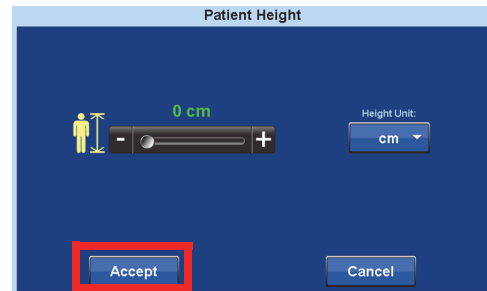 Patient Height
0 cm
Height Unit:
- +
cm
Accept
Cancel